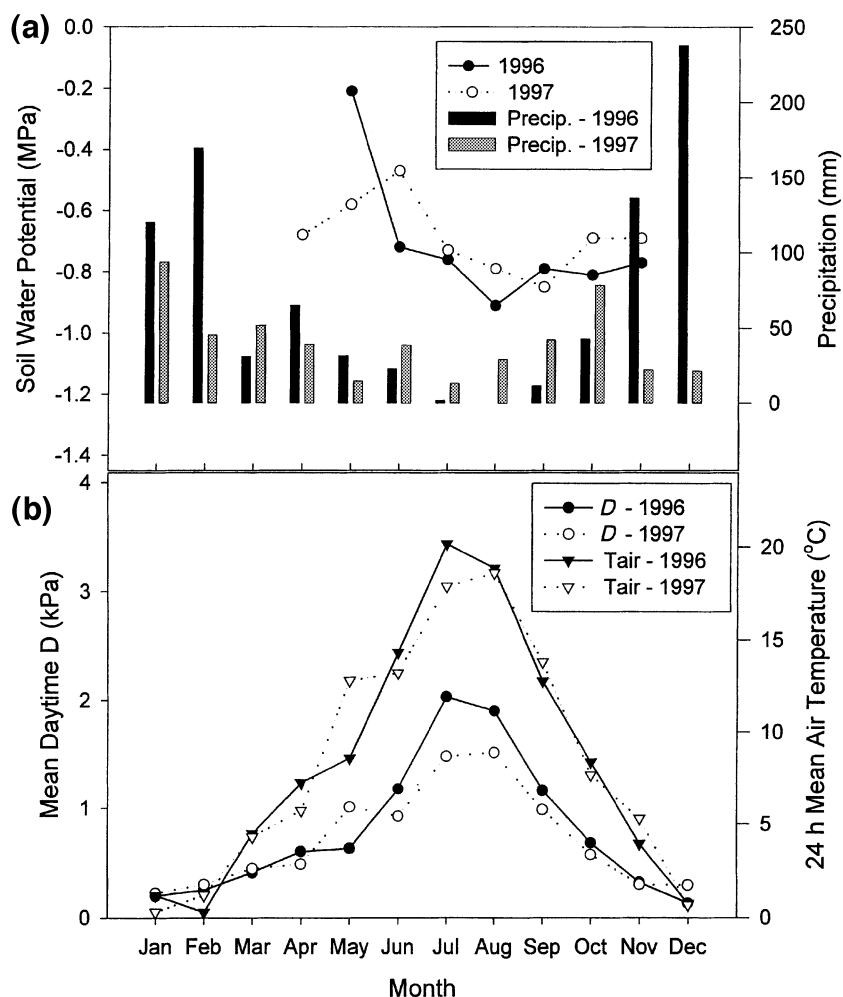 (a)
0.0
-0.2
-0.4
-0.6
-0.8
-1.0
-1.2
-1.4
Soil Water Potential (MPa)
1996
1997
Precip. - 1996
Precip. - 1997
250
200
150
100
50
0
Precipitation (mm)
(b)
4
3
2
1
0
Mean Daytime D (kPa)
D - 1996
D - 1997
Tair - 1996
Tair - 1997
20
15
10
5
0
24 h Mean Air Temperature (°C)
Jan Feb Mar Apr May Jun Jul Aug Sep Oct Nov Dec
Month